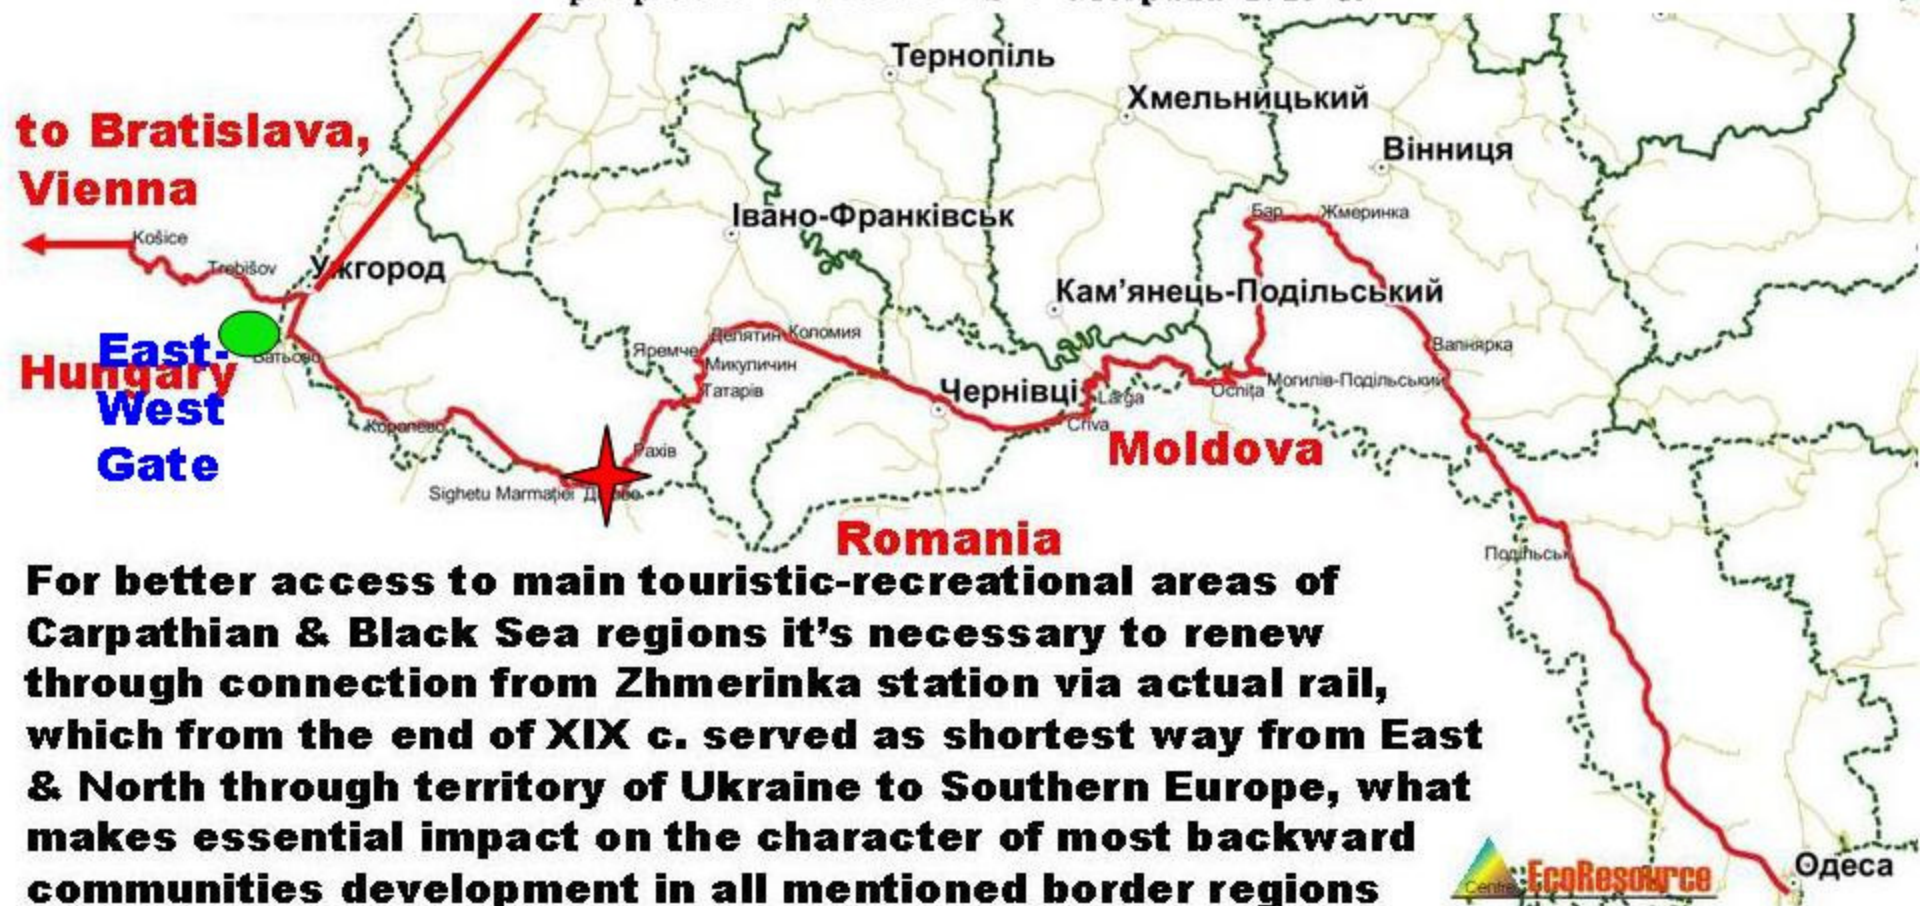 Тернопіль
Хмельницький
to Bratislava,
Vienna
Вінниця
Івано-Франківськ
Бар
Жмеринка
Košice
Trebišov
Ужгород
Кам'янець-Подільський
East-
West
Gate
Hungary
Батьово
Делятин
Коломия
Яремче
Микуличин
Татарів
Вапнярка
Чернівці
Larga
Ocnița
Могилів-Подільський
Criva
Moldova
Королево
Рахів
Sighetu Marmației
Romania
Подільськ
For better access to main touristic-recreational areas of
Carpathian & Black Sea regions it's necessary to renew
through connection from Zhmerinka station via actual rail,
which from the end of XIX c. served as shortest way from East
& North through territory of Ukraine to Southern Europe, what
makes essential impact on the character of most backward
communities development in all mentioned border regions
Centre EcoResource
Одеса